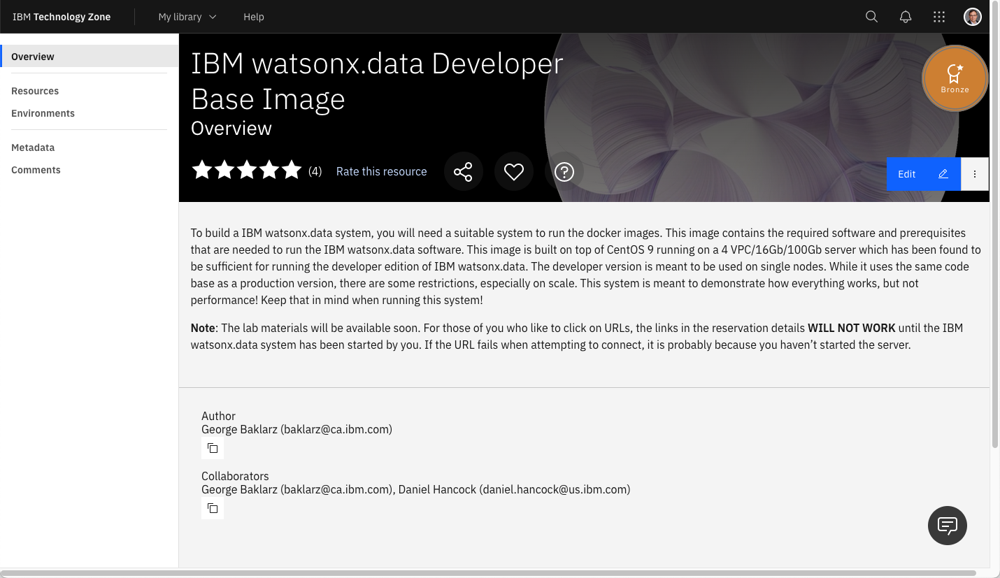 IBM Technology Zone
My library
Help
Overview
Resources
Environments
Metadata
Comments
IBM watsonx.data Developer
Base Image
Overview
Bronze
(4)
Rate this resource
Edit
To build a IBM watsonx.data system, you will need a suitable system to run the docker images. This image contains the required software and prerequisites
that are needed to run the IBM watsonx.data software. This image is built on top of CentOS 9 running on a 4 VPC/16Gb/100Gb server which has been found to
be sufficient for running the developer edition of IBM watsonx.data. The developer version is meant to be used on single nodes. While it uses the same code
base as a production version, there are some restrictions, especially on scale. This system is meant to demonstrate how everything works, but not
performance! Keep that in mind when running this system!
Note: The lab materials will be available soon. For those of you who like to click on URLs, the links in the reservation details WILL NOT WORK until the IBM
watsonx.data system has been started by you. If the URL fails when attempting to connect, it is probably because you haven’t started the server.
Author
George Baklarz (baklarz@ca.ibm.com)
Collaborators
George Baklarz (baklarz@ca.ibm.com), Daniel Hancock (daniel.hancock@us.ibm.com)